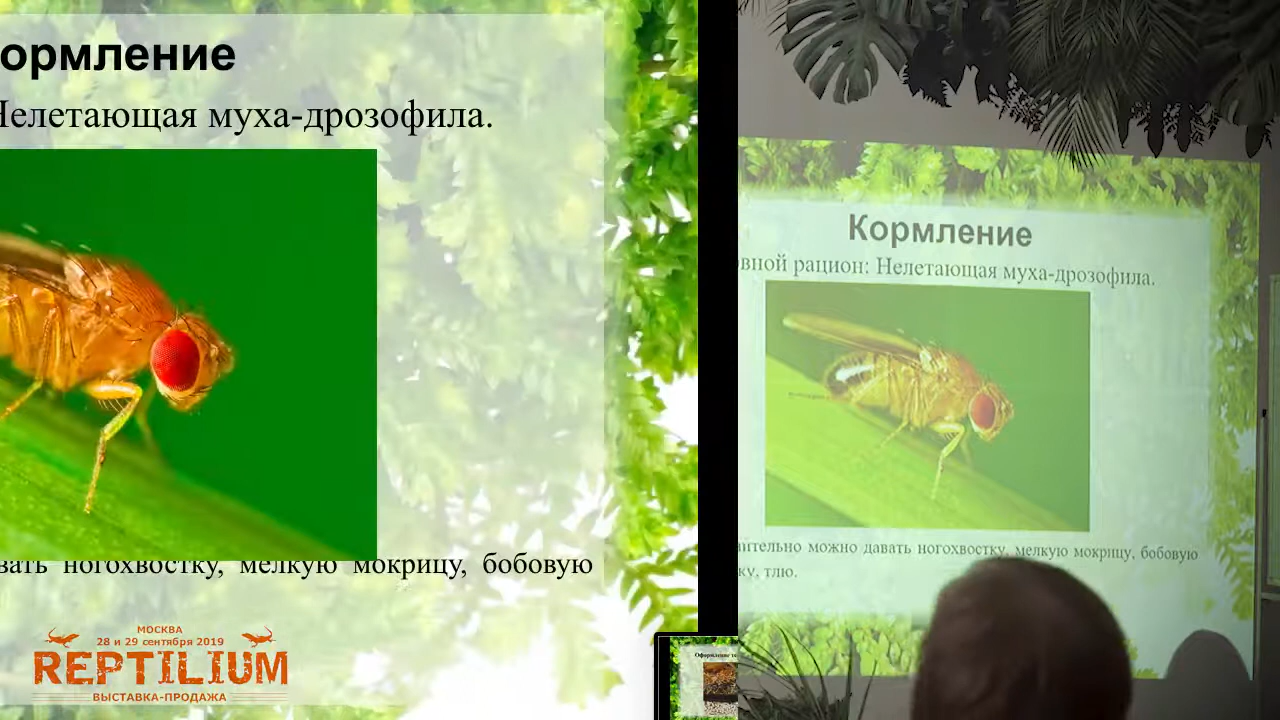 ормление
Нелетающая муха-дрозофила.
вать ногохвостку, мелкую мокрицу, бобовую
МОСКВА
28 и 29 сентября 2019
REPTILIUM
ВЫСТАВКА-ПРОДАЖА
Кормление
вной рацион: Нелетающая муха-дрозофила.
ительно можно давать ногохвостку, мелкую мокрицу, бобовую
ку, тлю.
Оформление